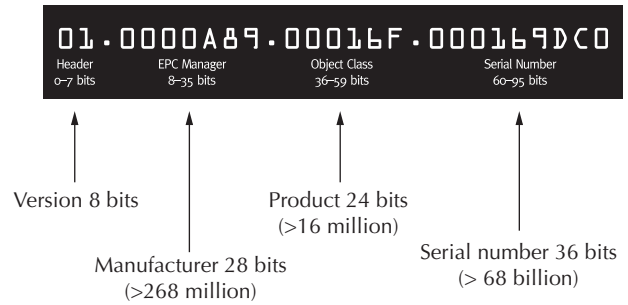 01.0000A89.00016F.000169DC0
Header EPC Manager Object Class Serial Number
0–7 bits 8–35 bits 36–59 bits 60–95 bits
Version 8 bits
Product 24 bits
(>16 million)
Manufacturer 28 bits
(>268 million)
Serial number 36 bits
(> 68 billion)